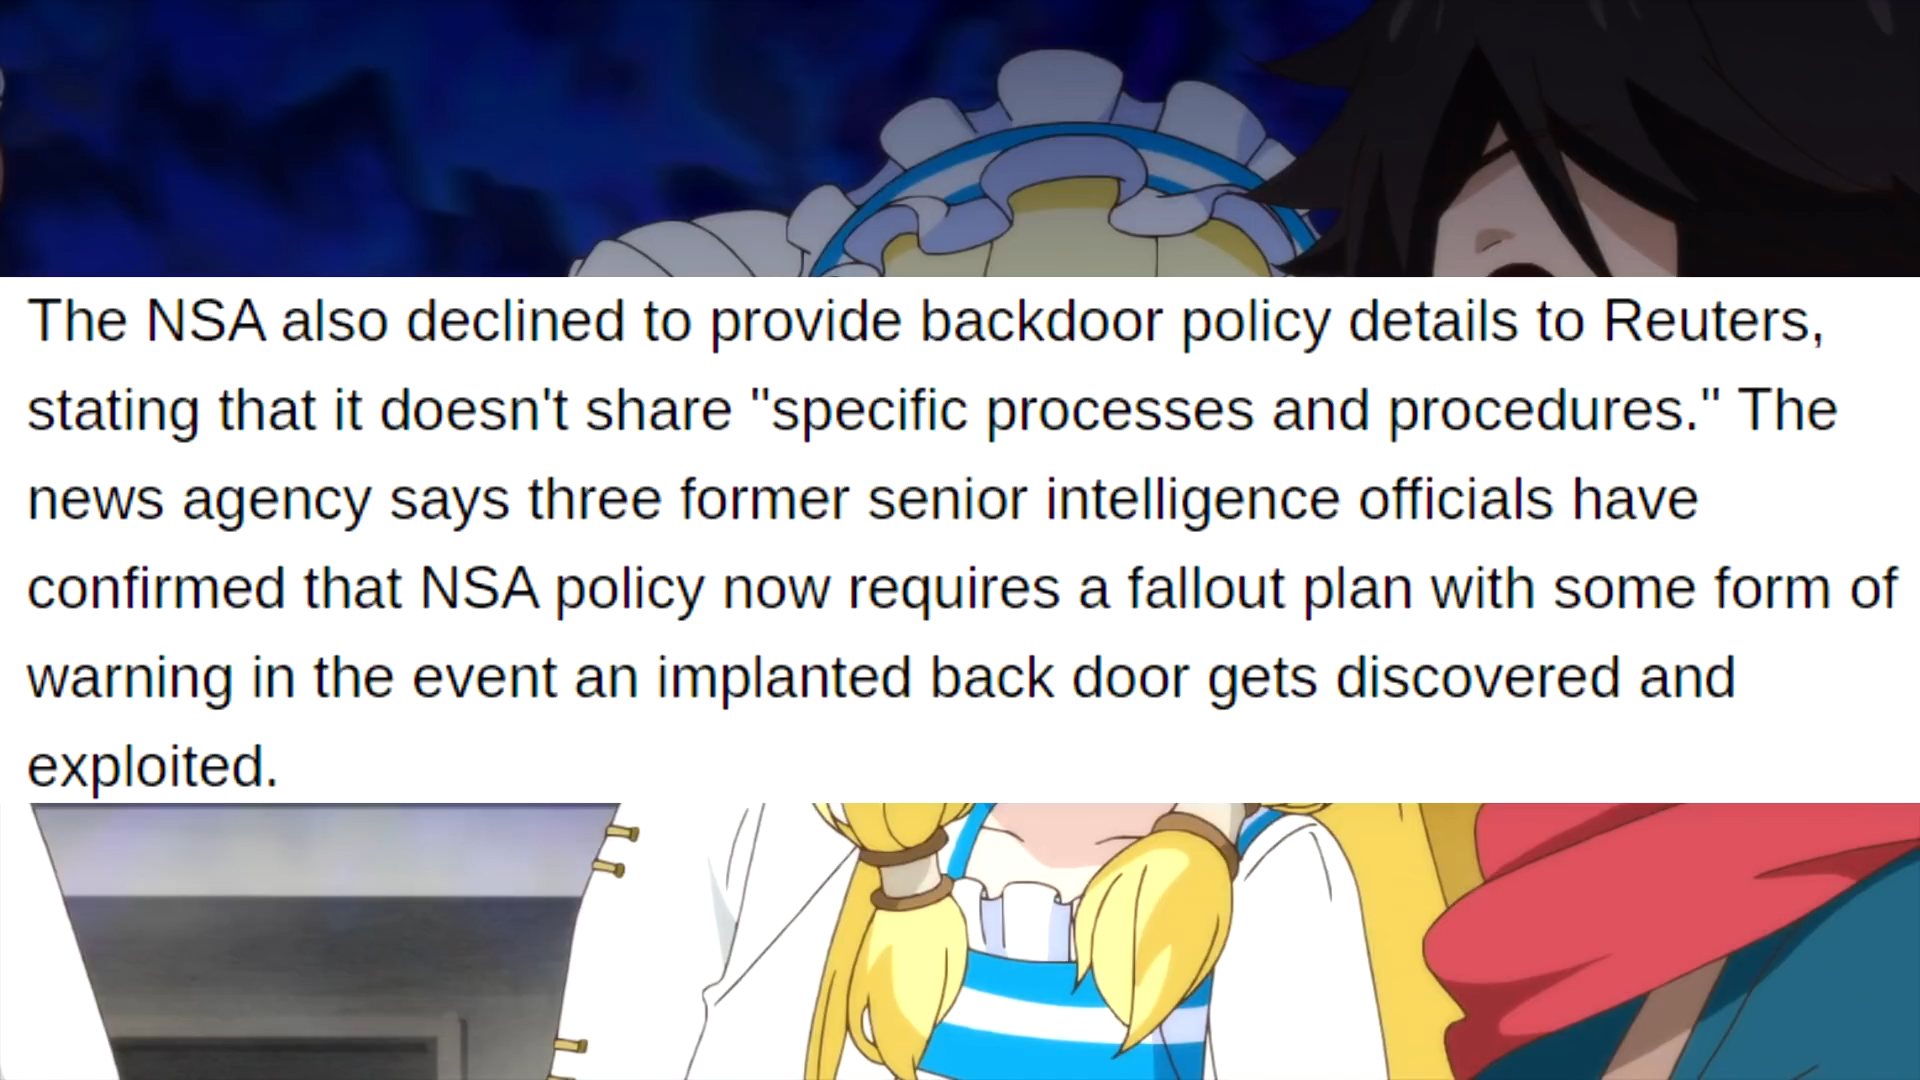 The NSA also declined to provide backdoor policy details to Reuters,
stating that it doesn't share "specific processes and procedures." The
news agency says three former senior intelligence officials have
confirmed that NSA policy now requires a fallout plan with some form of
warning in the event an implanted back door gets discovered and
exploited.